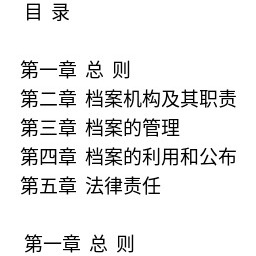 目 录
第一章 总 则
第二章 档案机构及其职责
第三章 档案的管理
第四章 档案的利用和公布
第五章 法律责任
第一章 总 则